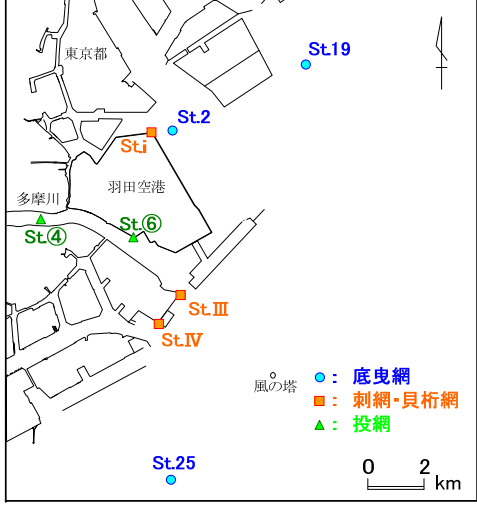 東京都
St.19
St.2
St.i
羽田空港
多摩川
St.⑥
St.④
St.Ⅲ
St.Ⅳ
風の塔
●： 底曳網
■： 刺網・貝桁網
▲： 投網
St.25
0 2
km